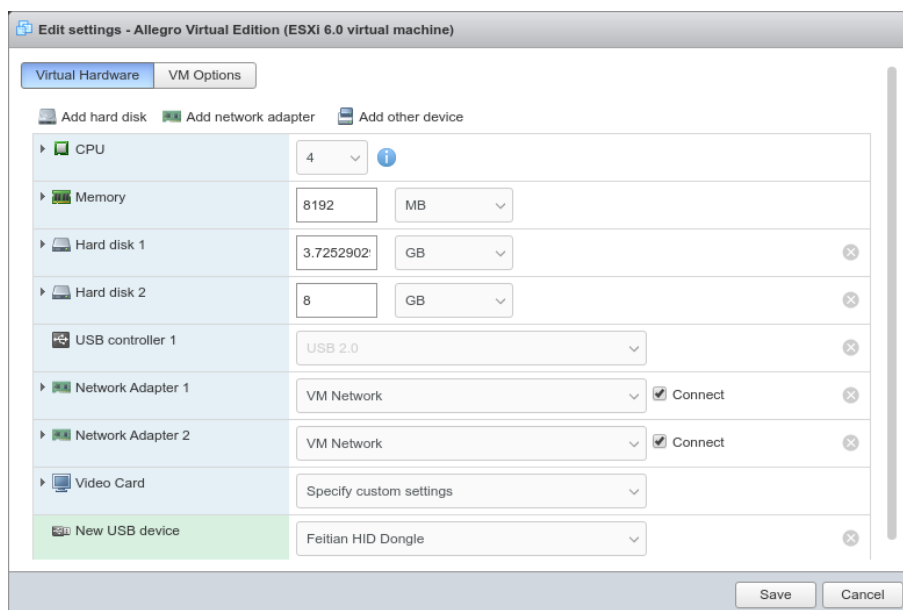 Edit settings - Allegro Virtual Edition (ESXi 6.0 virtual machine)
Virtual Hardware VM Options
Add hard disk Add network adapter Add other device
CPU 4
Memory 8192 MB
Hard disk 1 3.7252902 GB
Hard disk 2 8 GB
USB controller 1 USB 2.0
Network Adapter 1 VM Network Connect
Network Adapter 2 VM Network Connect
Video Card Specify custom settings
New USB device Feitian HID Dongle
Save Cancel